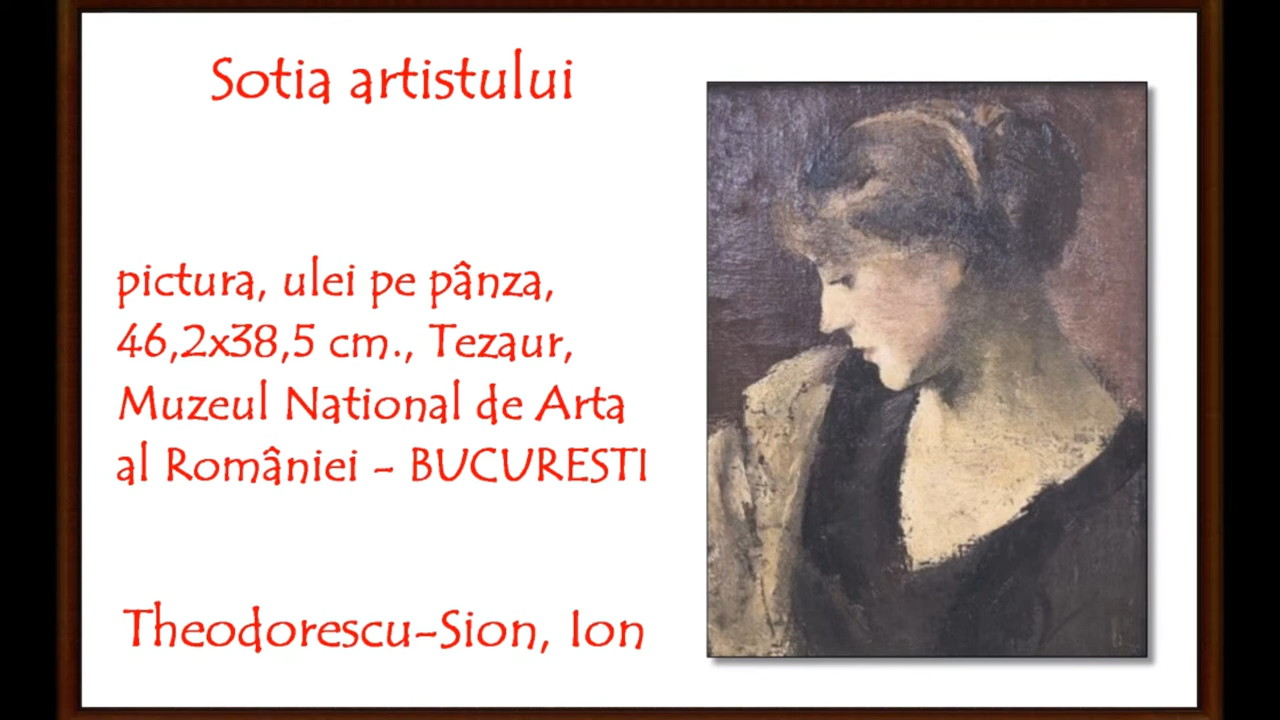 Sotia artistului
pictura, ulei pe pânza,
46,2x38,5 cm., Tezaur,
Muzeul National de Arta
al României - BUCURESTI
Theodorescu-Sion, Ion